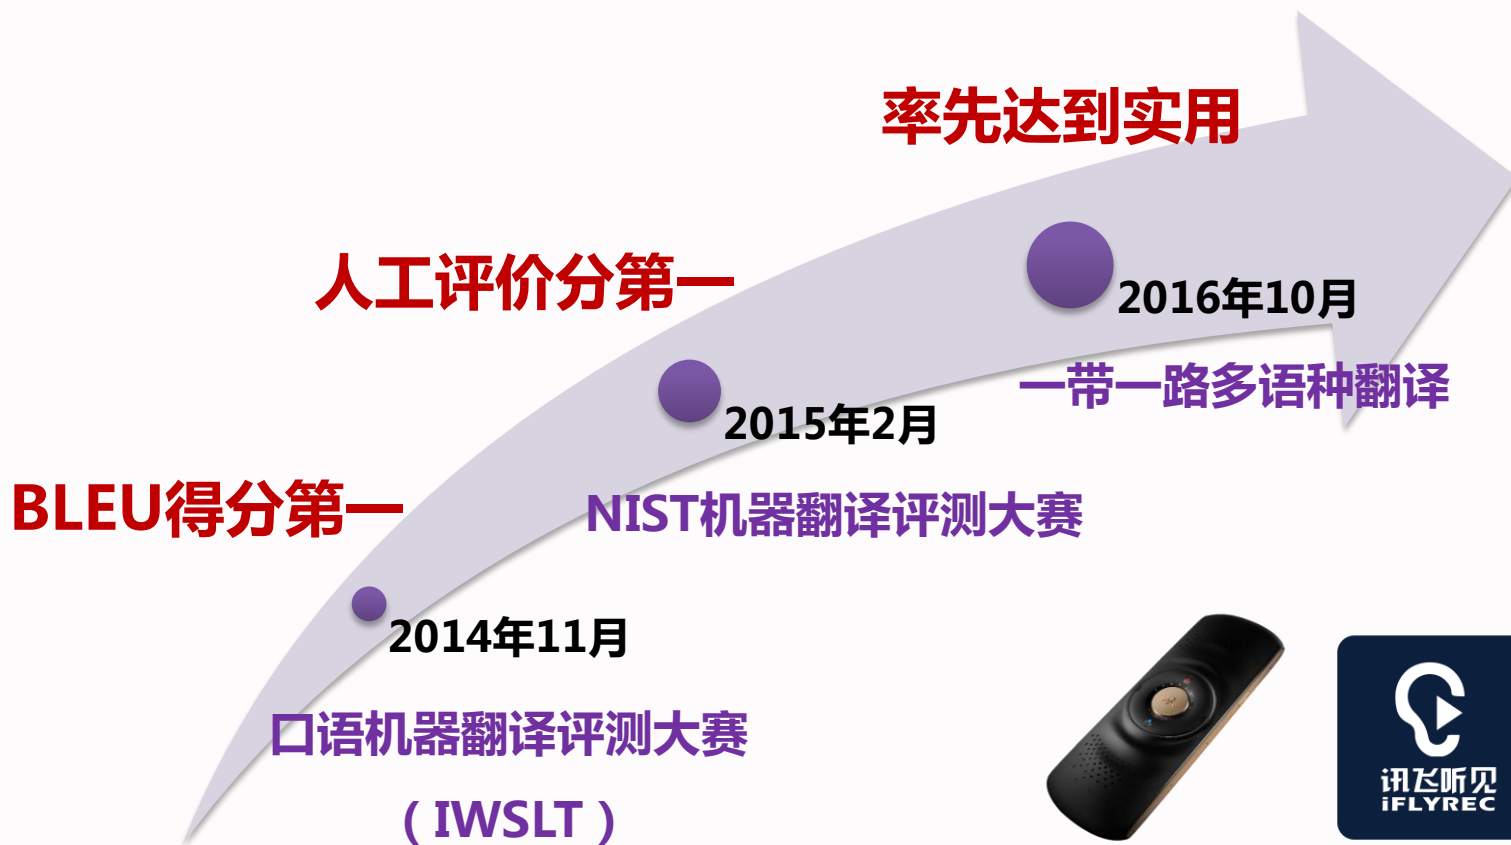 率先达到实用
人工评价分第一
2016年10月
一带一路多语种翻译
2015年2月
BLEU得分第一
NIST机器翻译评测大赛
2014年11月
口语机器翻译评测大赛
（IWSLT）
讯飞听见
iFLYREC